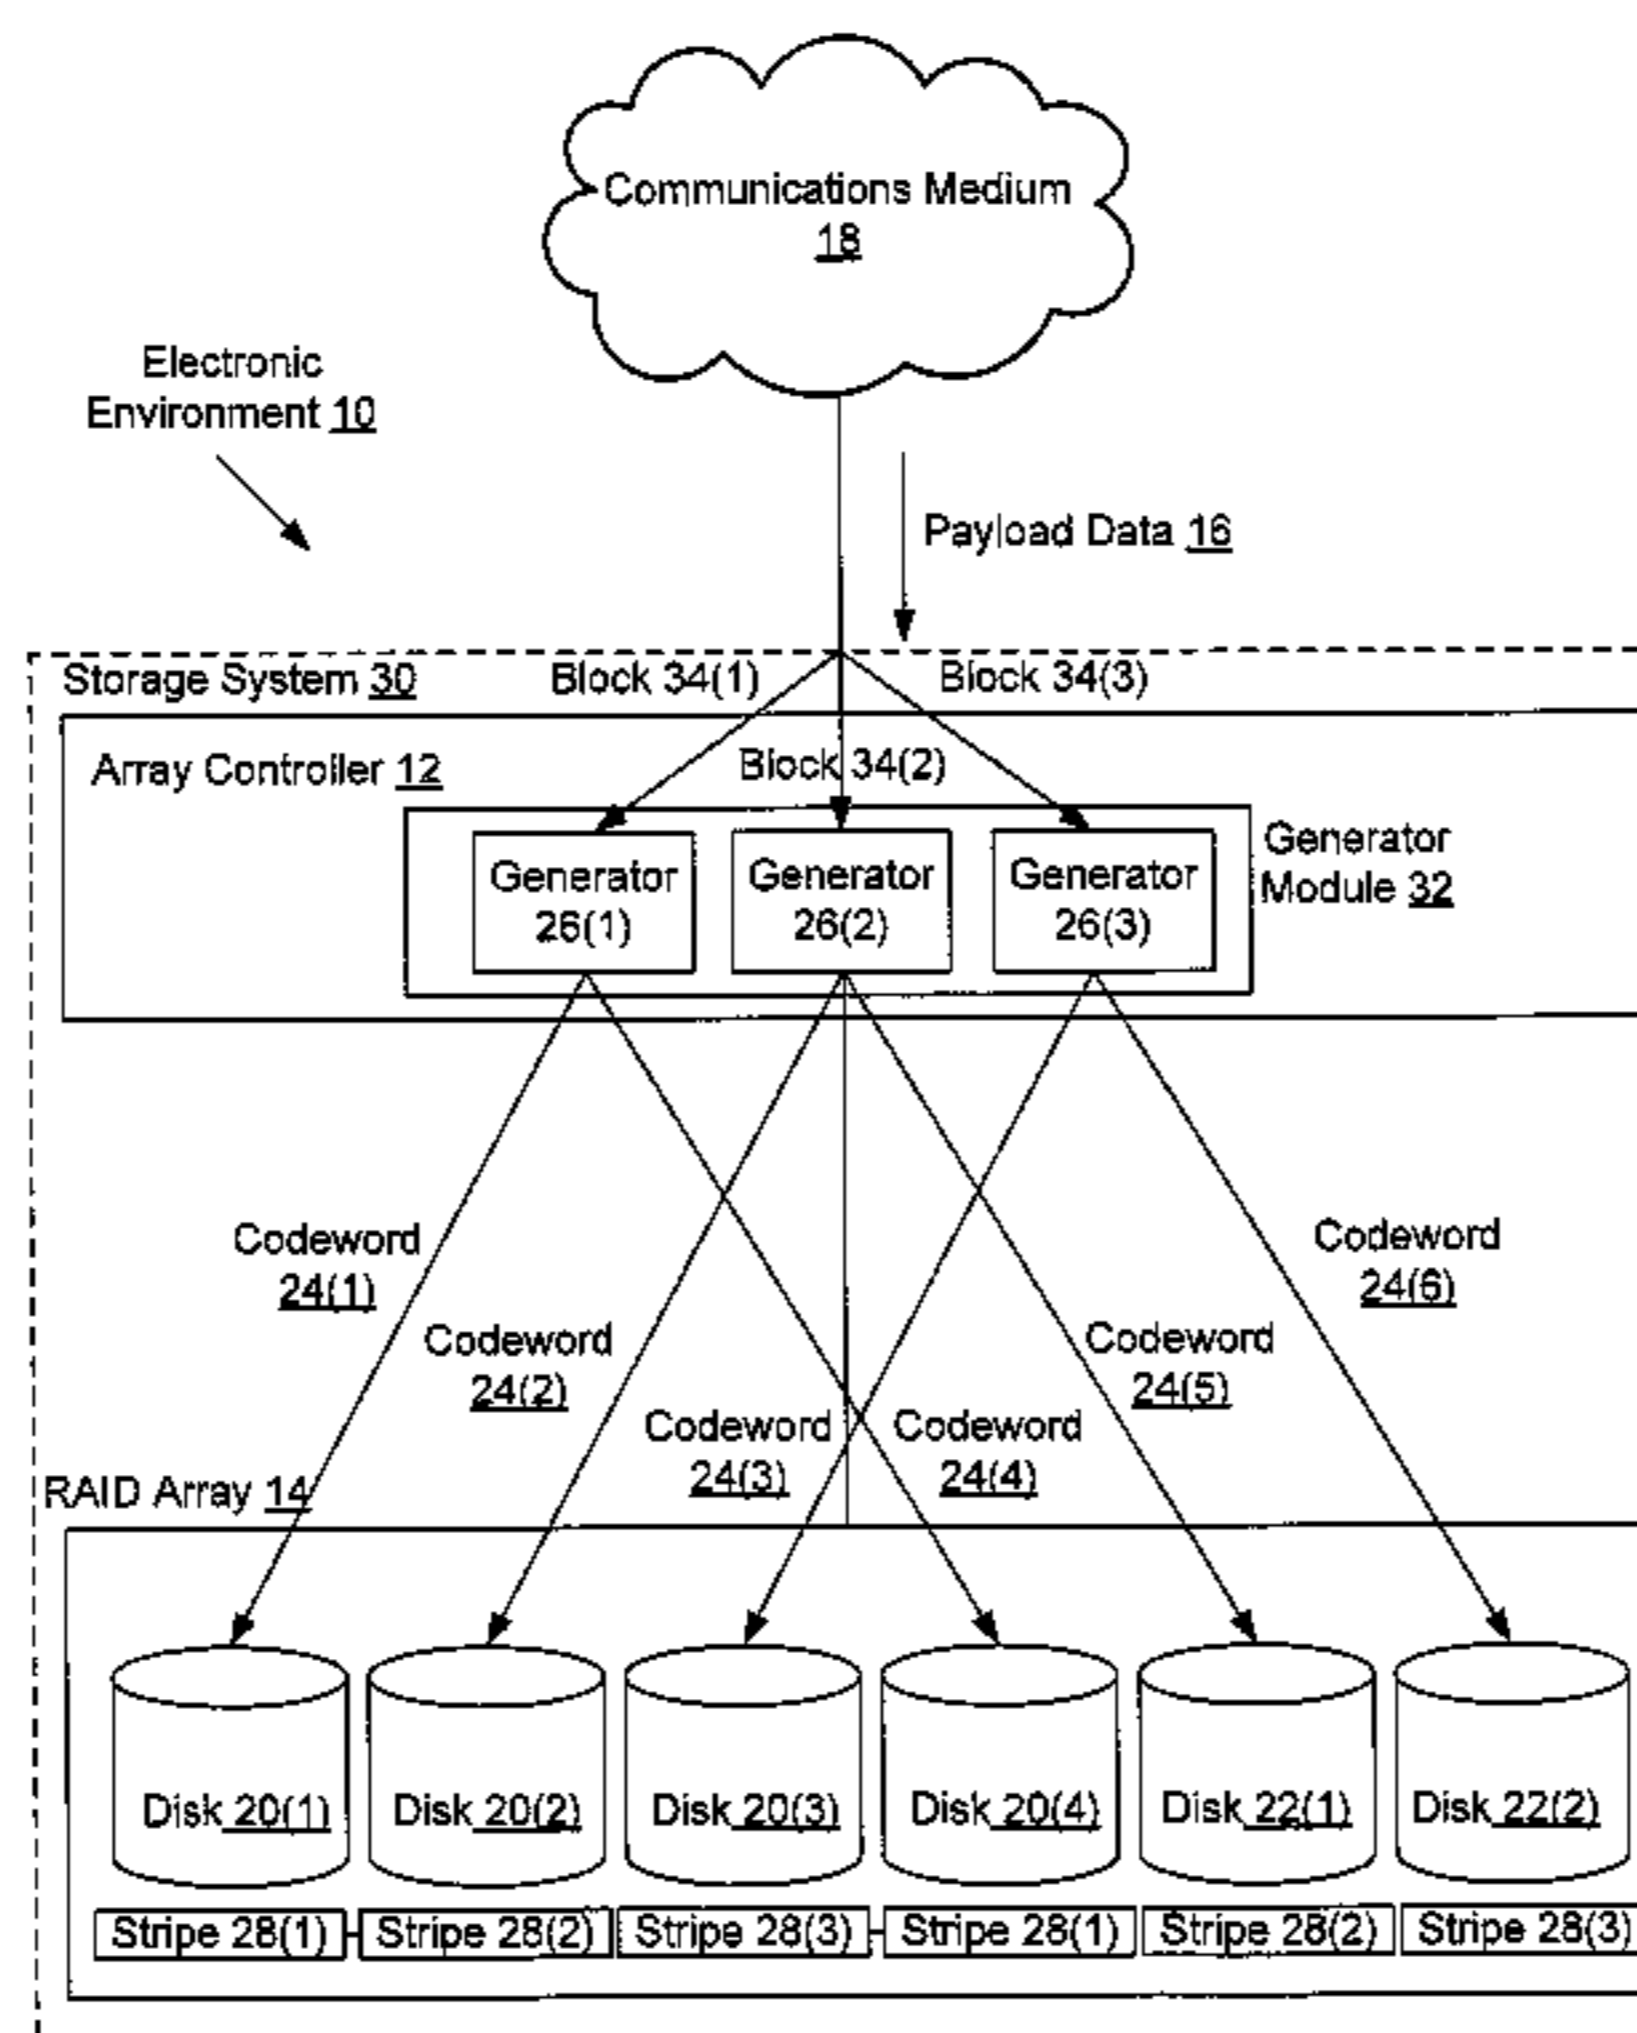 Communications Medium
18
Electronic
Environment 10
Payload Data 16
Storage System 30
Block 34(1)
Block 34(3)
Array Controller 12
Block 34(2)
Generator
26(1)
Generator
26(2)
Generator
26(3)
Generator
Module 32
Codeword
24(1)
Codeword
24(2)
Codeword
24(3)
Codeword
24(4)
Codeword
24(5)
Codeword
24(6)
RAID Array 14
Disk 20(1)
Disk 20(2)
Disk 20(3)
Disk 20(4)
Disk 22(1)
Disk 22(2)
Stripe 28(1)
Stripe 28(2)
Stripe 28(3)
Stripe 28(1)
Stripe 28(2)
Stripe 28(3)